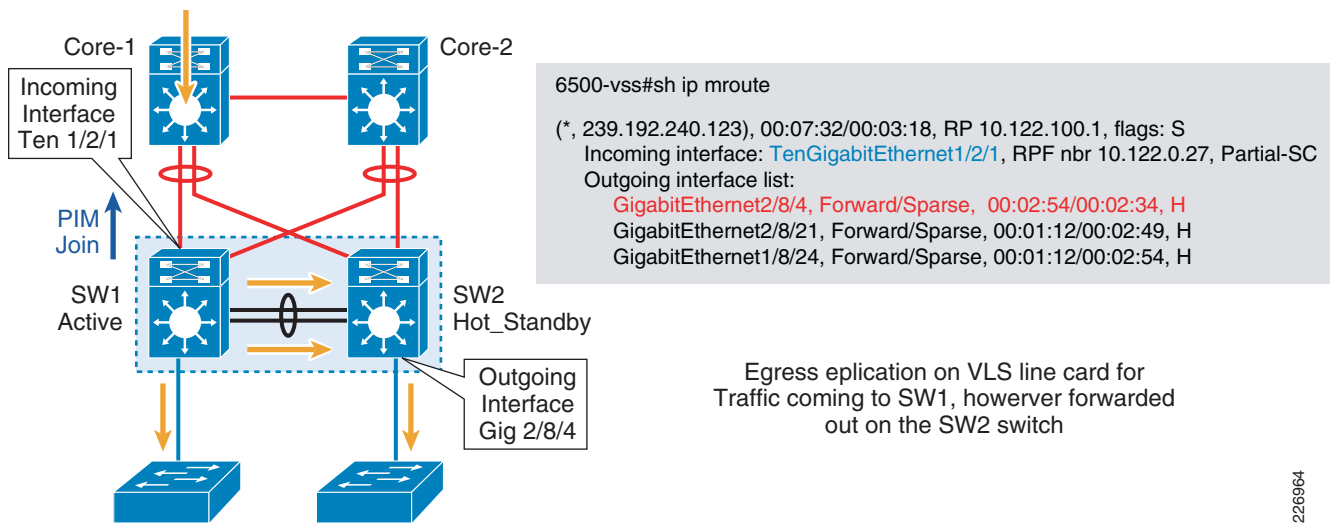 Core-1
Core-2
Incoming
Interface
Ten 1/2/1
PIM
Join
SW1
Active
SW2
Hot_Standby
Outgoing
Interface
Gig 2/8/4
6500-vss#sh ip mroute
(*, 239.192.240.123), 00:07:32/00:03:18, RP 10.122.100.1, flags: S
Incoming interface: TenGigabitEthernet1/2/1, RPF nbr 10.122.0.27, Partial-SC
Outgoing interface list:
GigabitEthernet2/8/4, Forward/Sparse, 00:02:54/00:02:34, H
GigabitEthernet2/8/21, Forward/Sparse, 00:01:12/00:02:49, H
GigabitEthernet1/8/24, Forward/Sparse, 00:01:12/00:02:54, H
Egress eplication on VLS line card for
Traffic coming to SW1, howerver forwarded
out on the SW2 switch
226964